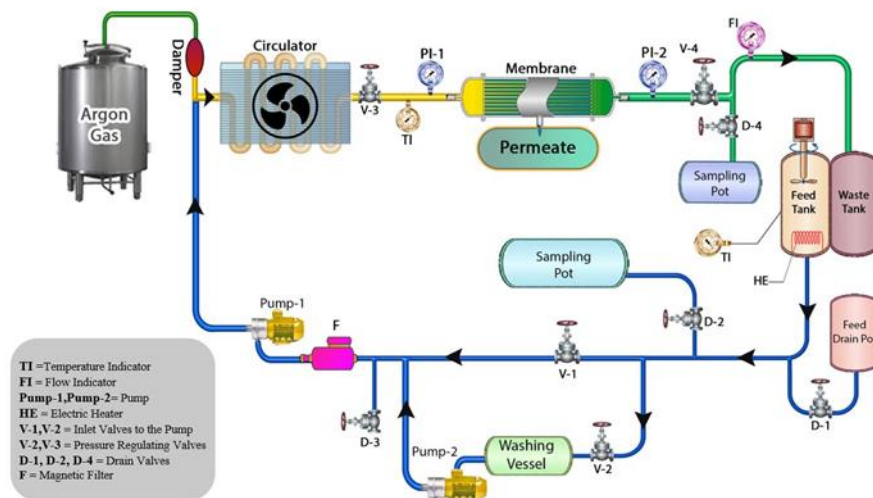 Argon
Gas
Damper
Circulator
V-3
PI-1
TI
Membrane
Permeate
PI-2
V-4
FI
D-4
Sampling
Pot
Feed
Tank
Waste
Tank
TI
HE
Sampling
Pot
D-2
Feed
Drain Po
D-1
Pump-1
F
V-1
D-3
Pump-2
Washing
Vessel
V-2
TI =Temperature Indicator
FI = Flow Indicator
Pump-1,Pump-2= Pump
HE = Electric Heater
V-1,V-2 = Inlet Valves to the Pump
V-2,V-3 = Pressure Regulating Valves
D-1, D-2, D-4 = Drain Valves
F = Magnetic Filter